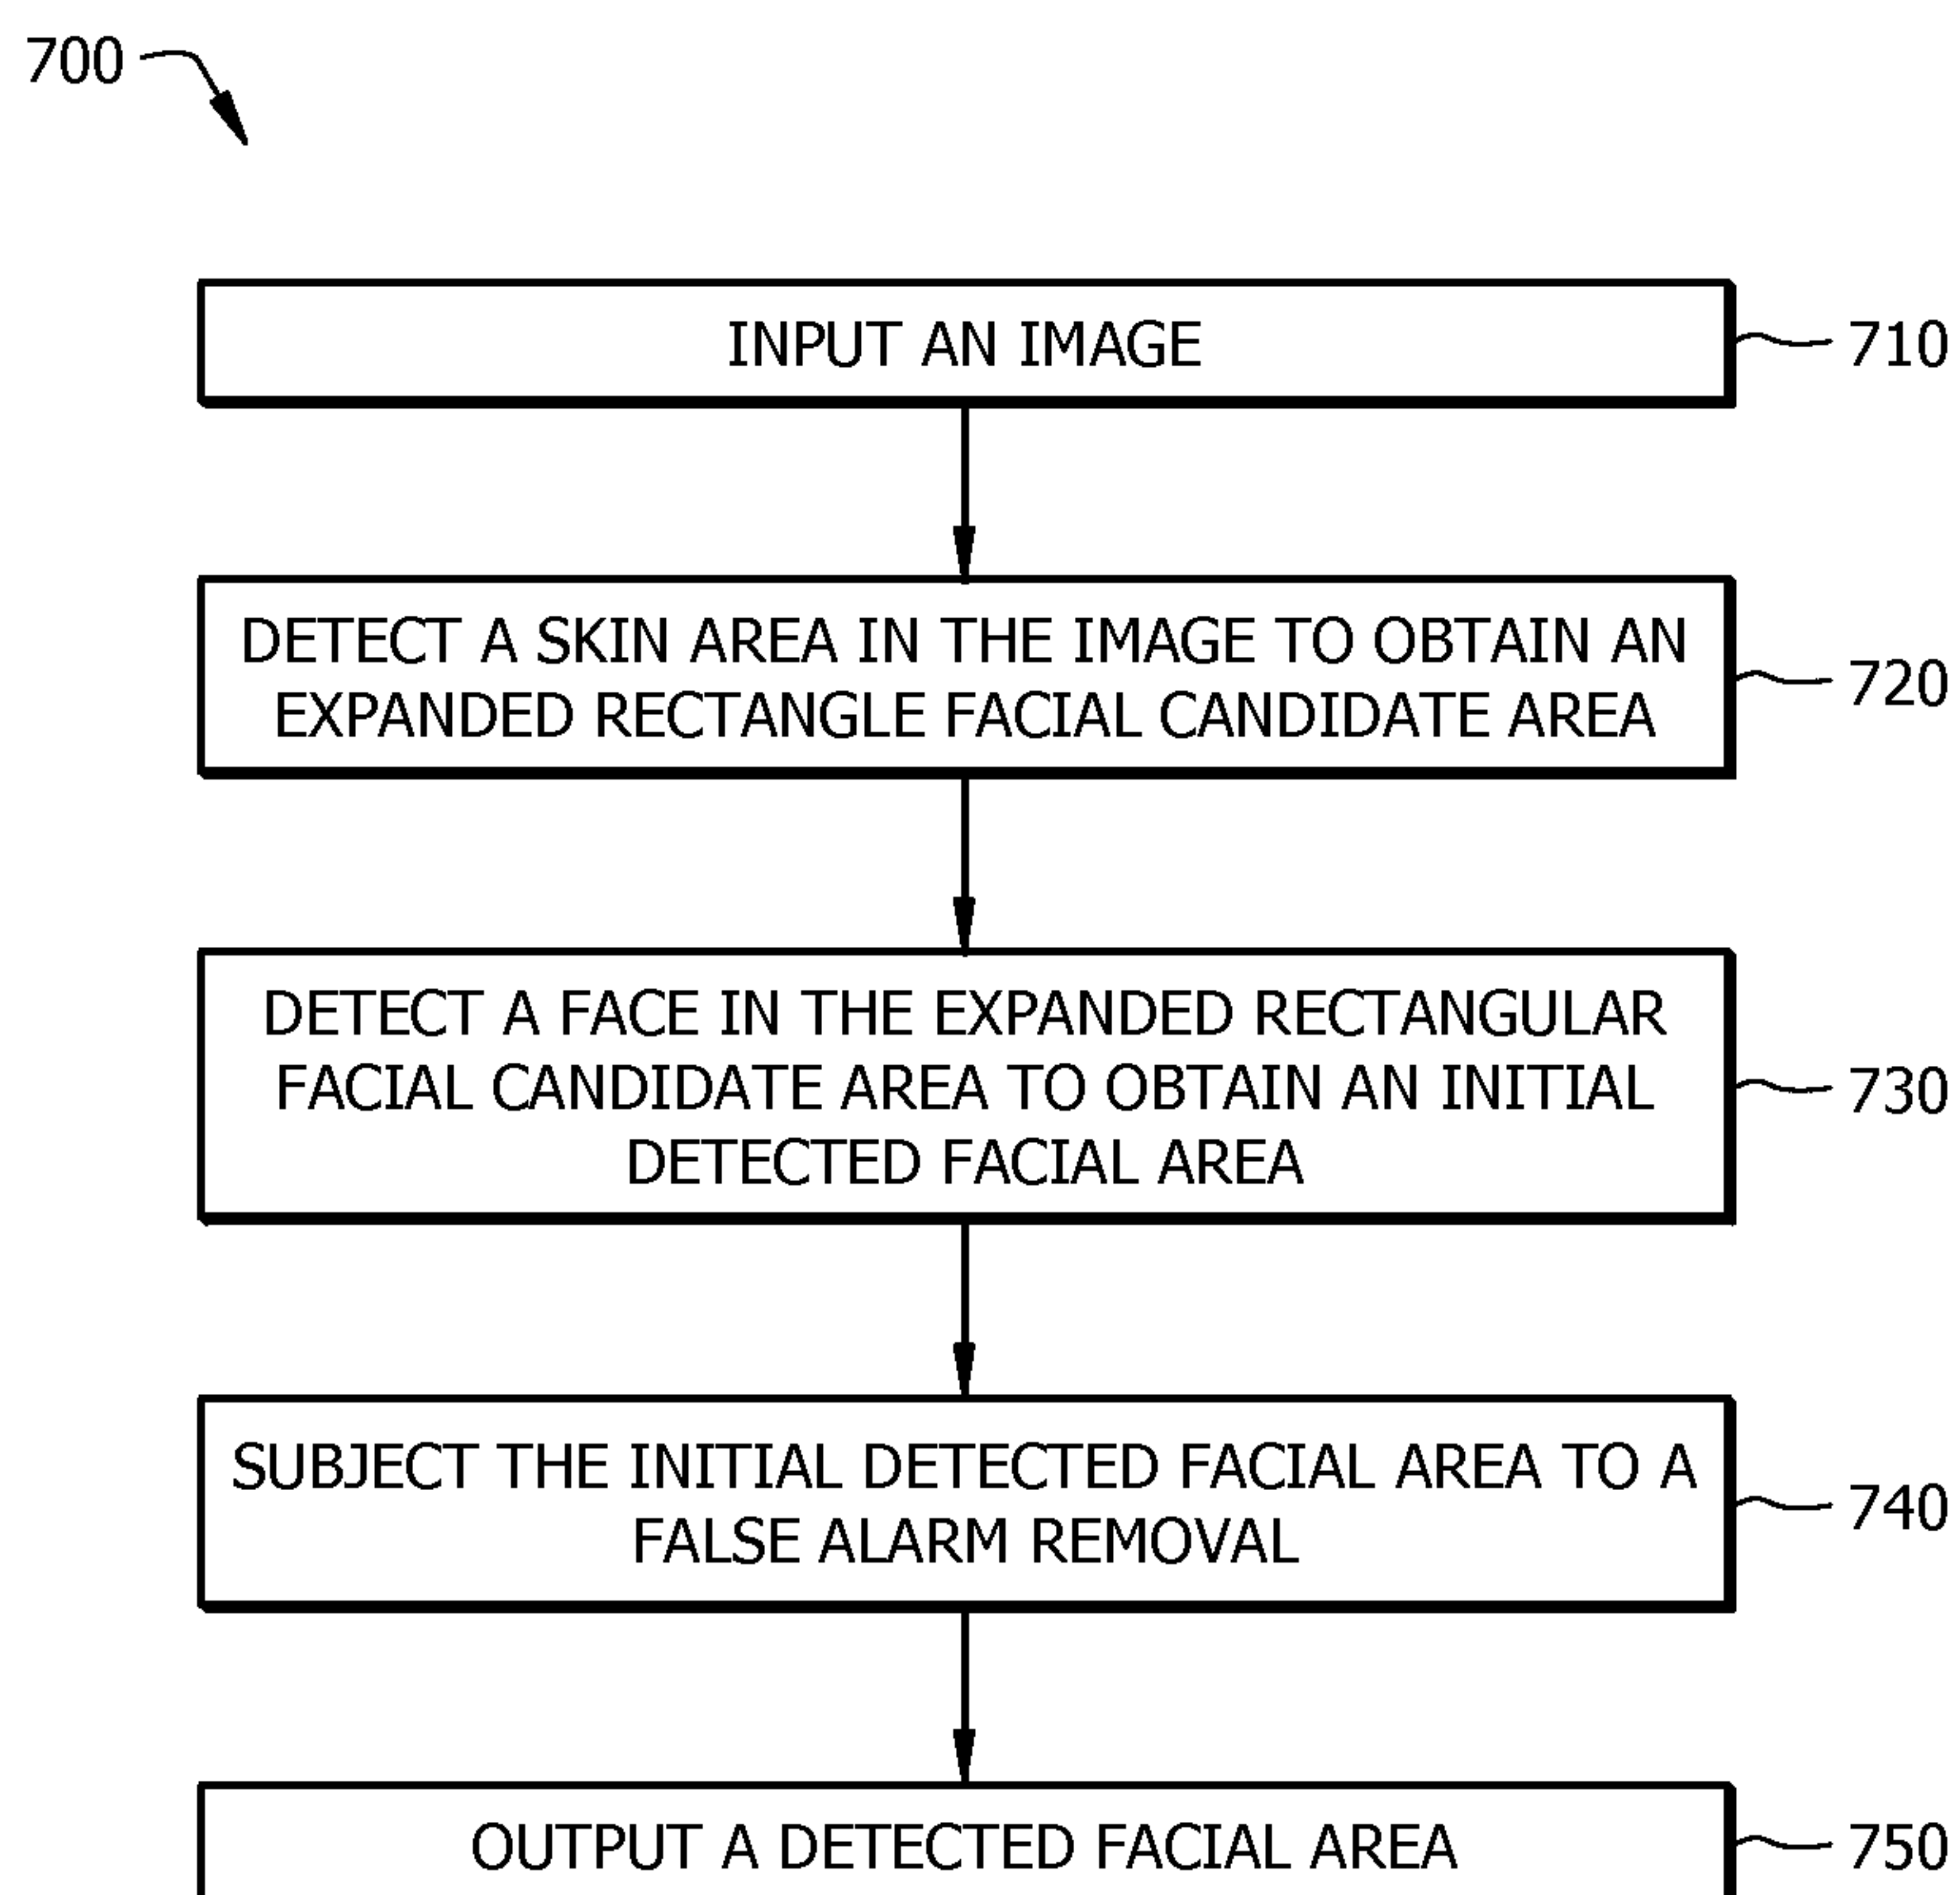 700
INPUT AN IMAGE
710
DETECT A SKIN AREA IN THE IMAGE TO OBTAIN AN
EXPANDED RECTANGLE FACIAL CANDIDATE AREA
720
DETECT A FACE IN THE EXPANDED RECTANGULAR
FACIAL CANDIDATE AREA TO OBTAIN AN INITIAL
DETECTED FACIAL AREA
730
SUBJECT THE INITIAL DETECTED FACIAL AREA TO A
FALSE ALARM REMOVAL
740
OUTPUT A DETECTED FACIAL AREA
750